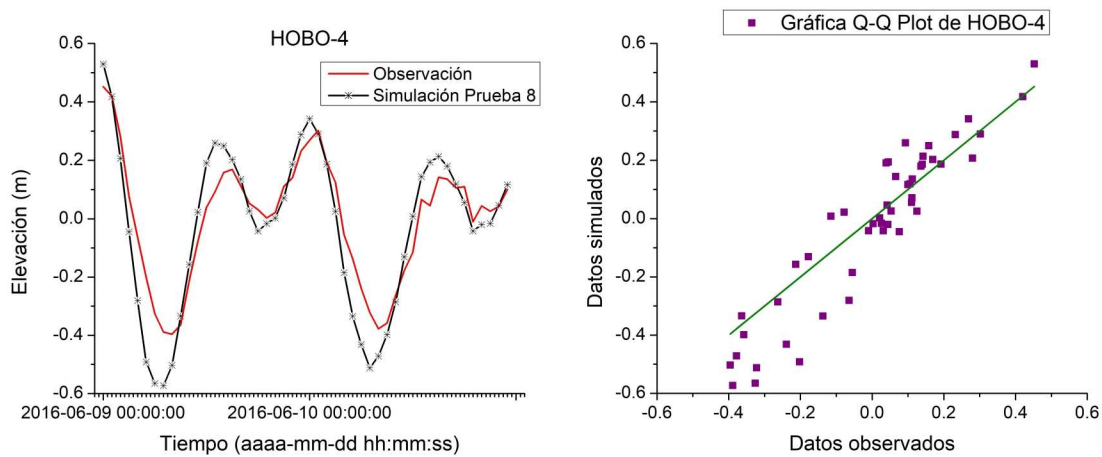 HOBO-4
Observación
Simulación Prueba 8
0.6
0.4
0.2
0.0
-0.2
-0.4
-0.6
Elevación (m)
2016-06-09 00:00:00
2016-06-10 00:00:00
Tiempo (aaaa-mm-dd hh:mm:ss)
Gráfica Q-Q Plot de HOBO-4
0.6
0.4
0.2
0.0
-0.2
-0.4
-0.6
Datos simulados
-0.6
-0.4
-0.2
0.0
0.2
0.4
0.6
Datos observados